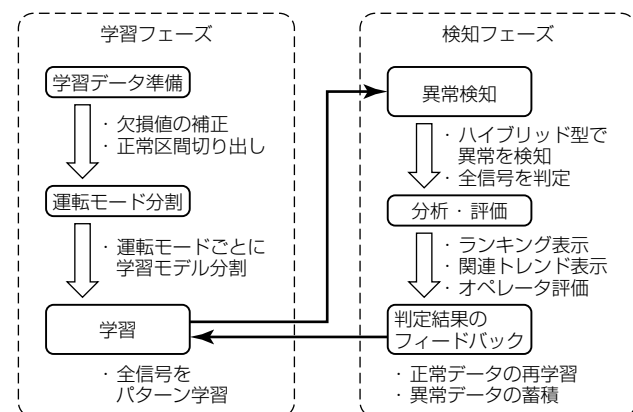 学習フェーズ
学習データ準備
・欠損値の補正
・正常区間切り出し
運転モード分割
・運転モードごとに
学習モデル分割
学習
・全信号を
パターン学習
検知フェーズ
異常検知
・ハイブリッド型で
異常を検知
・全信号を判定
分析・評価
・ランキング表示
・関連トレンド表示
・オペレータ評価
判定結果の
フィードバック
・正常データの再学習
・異常データの蓄積